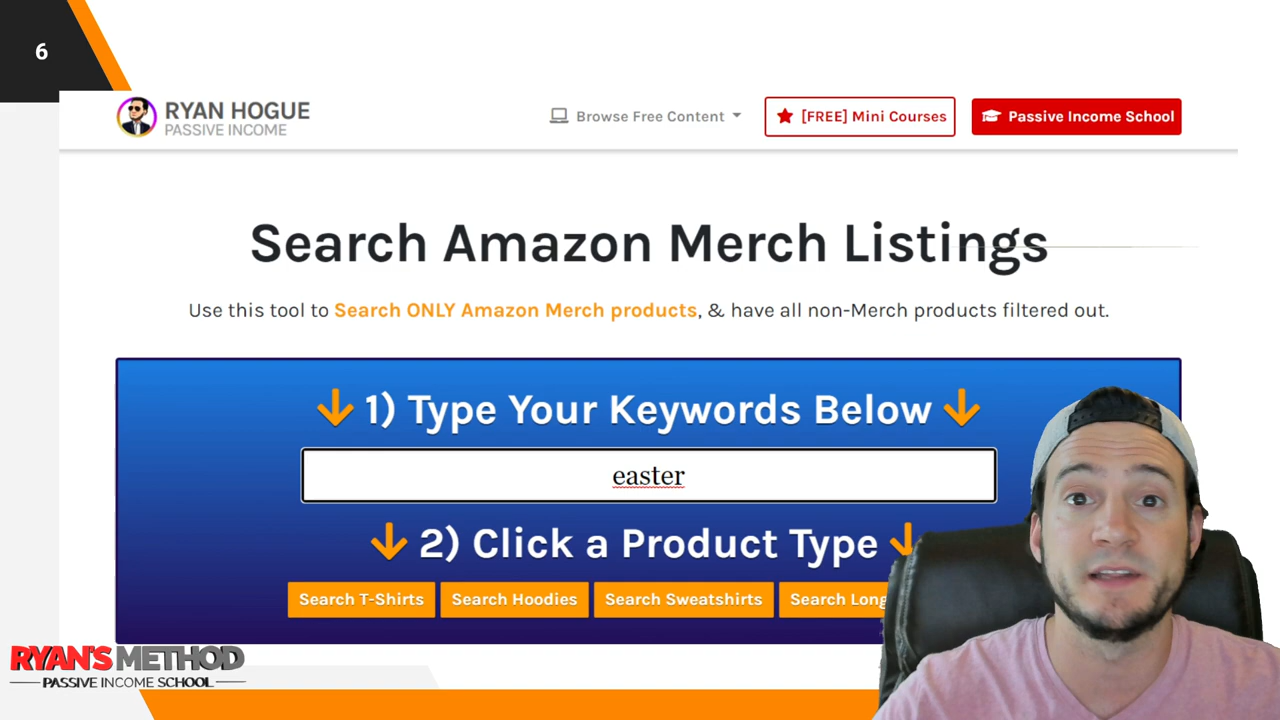 6
RYAN HOGUE
PASSIVE INCOME
Browse Free Content
[FREE] Mini Courses
Passive Income School
Search Amazon Merch Listings
Use this tool to Search ONLY Amazon Merch products, & have all non-Merch products filtered out.
1) Type Your Keywords Below
easter
2) Click a Product Type
Search T-Shirts
Search Hoodies
Search Sweatshirts
Search Long
RYAN'S METHOD
PASSIVE INCOME SCHOOL